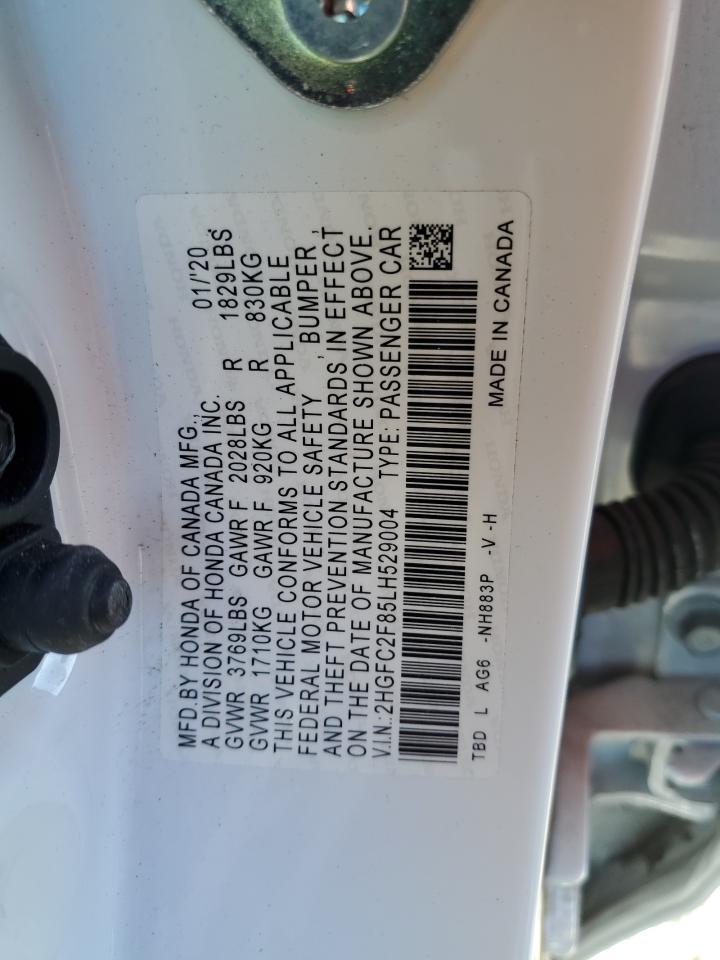 MFD.BY HONDA OF CANADA MFG., 01/'20
A DIVISION OF HONDA CANADA INC.
GVWR 3769LBS GAWR F 2028LBS R 1829LBS
GVWR 1710KG GAWR F 920KG R 830KG
THIS VEHICLE CONFORMS TO ALL APPLICABLE
FEDERAL MOTOR VEHICLE SAFETY , BUMPER ,
AND THEFT PREVENTION STANDARDS IN EFFECT
ON THE DATE OF MANUFACTURE SHOWN ABOVE.
V.I.N.:2HGFC2F85LH529004 TYPE: PASSENGER CAR
TBD L AG6 -NH883P -V -H
MADE IN CANADA